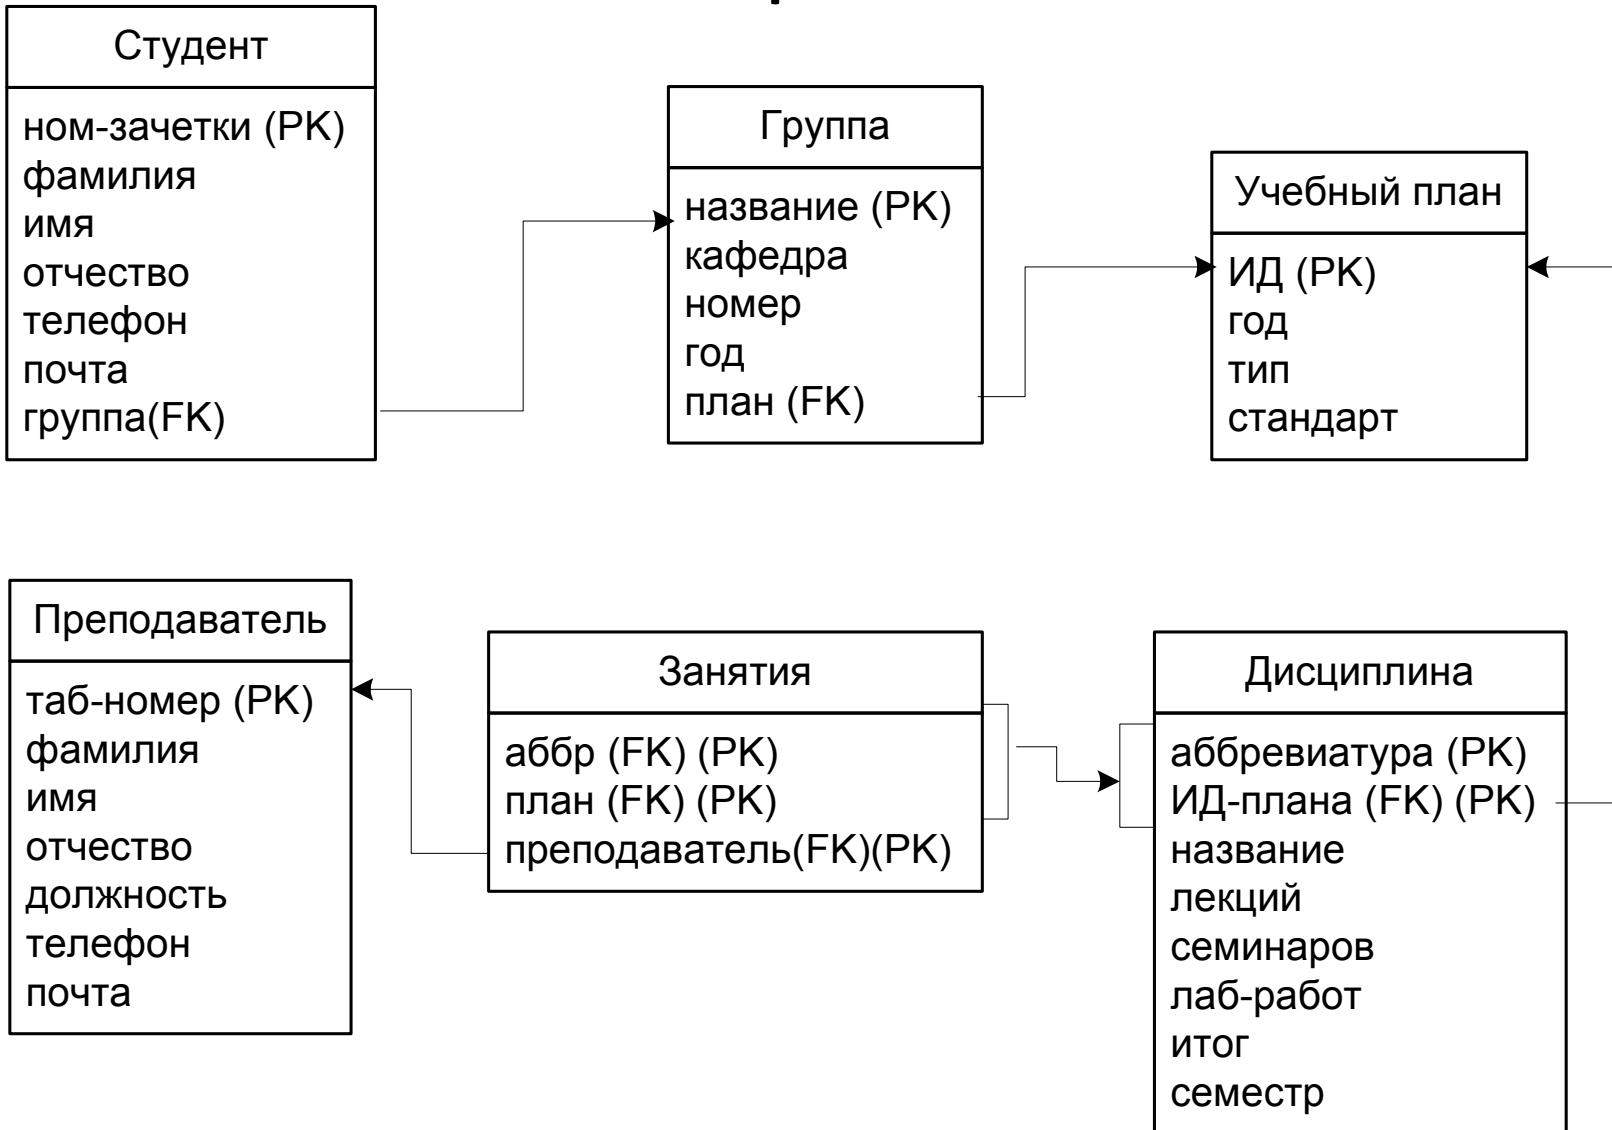 Студент
ном-зачетки (PK)
фамилия
имя
отчество
телефон
почта
группа(FK)
Группа
название (PK)
кафедра
номер
год
план (FK)
Учебный план
ИД (PK)
год
тип
стандарт
Преподаватель
таб-номер (PK)
фамилия
имя
отчество
должность
телефон
почта
Занятия
аббр (FK) (PK)
план (FK) (PK)
преподаватель(FK)(PK)
Дисциплина
аббревиатура (PK)
ИД-плана (FK) (PK)
название
лекций
семинаров
лаб-работ
итог
семестр